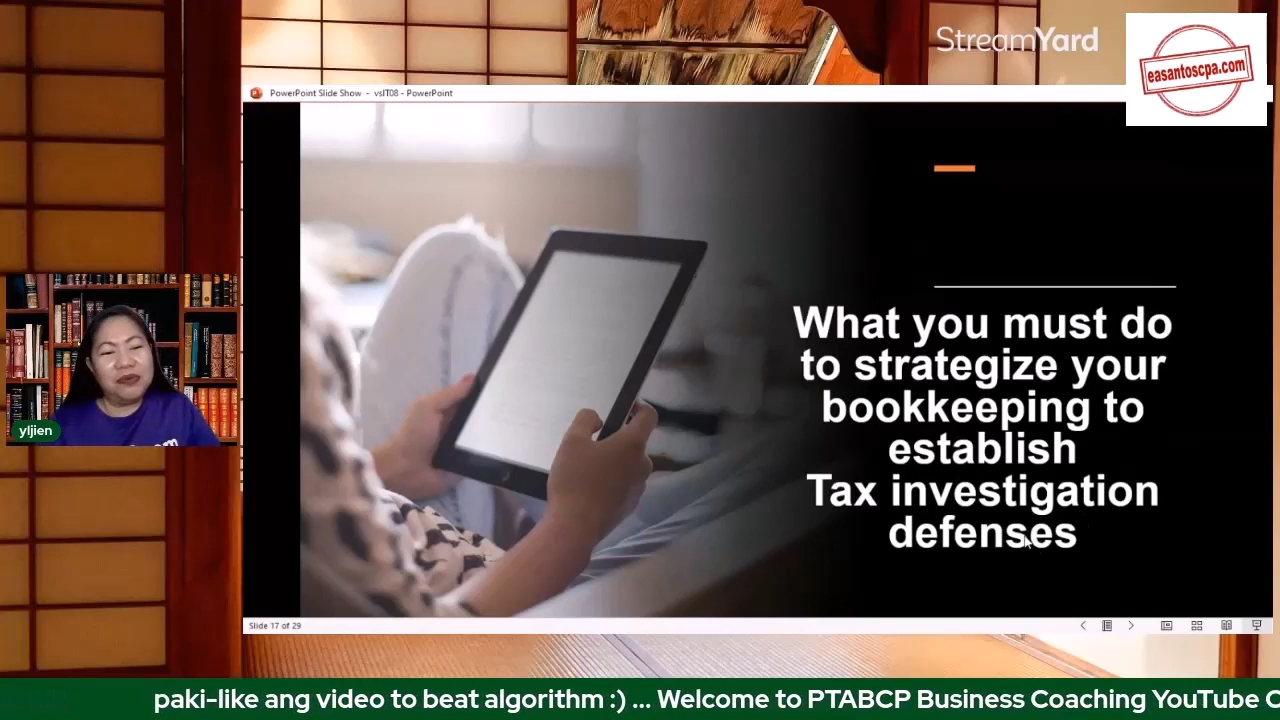 StreamYard
easantoscpa.com
PowerPoint Slide Show - vsIT08 - PowerPoint
What you must do
to strategize your
bookkeeping to
establish
Tax investigation
defenses
yljien
Slide 17 of 29
paki-like ang video to beat algorithm :) ... Welcome to PTABCP Business Coaching YouTube